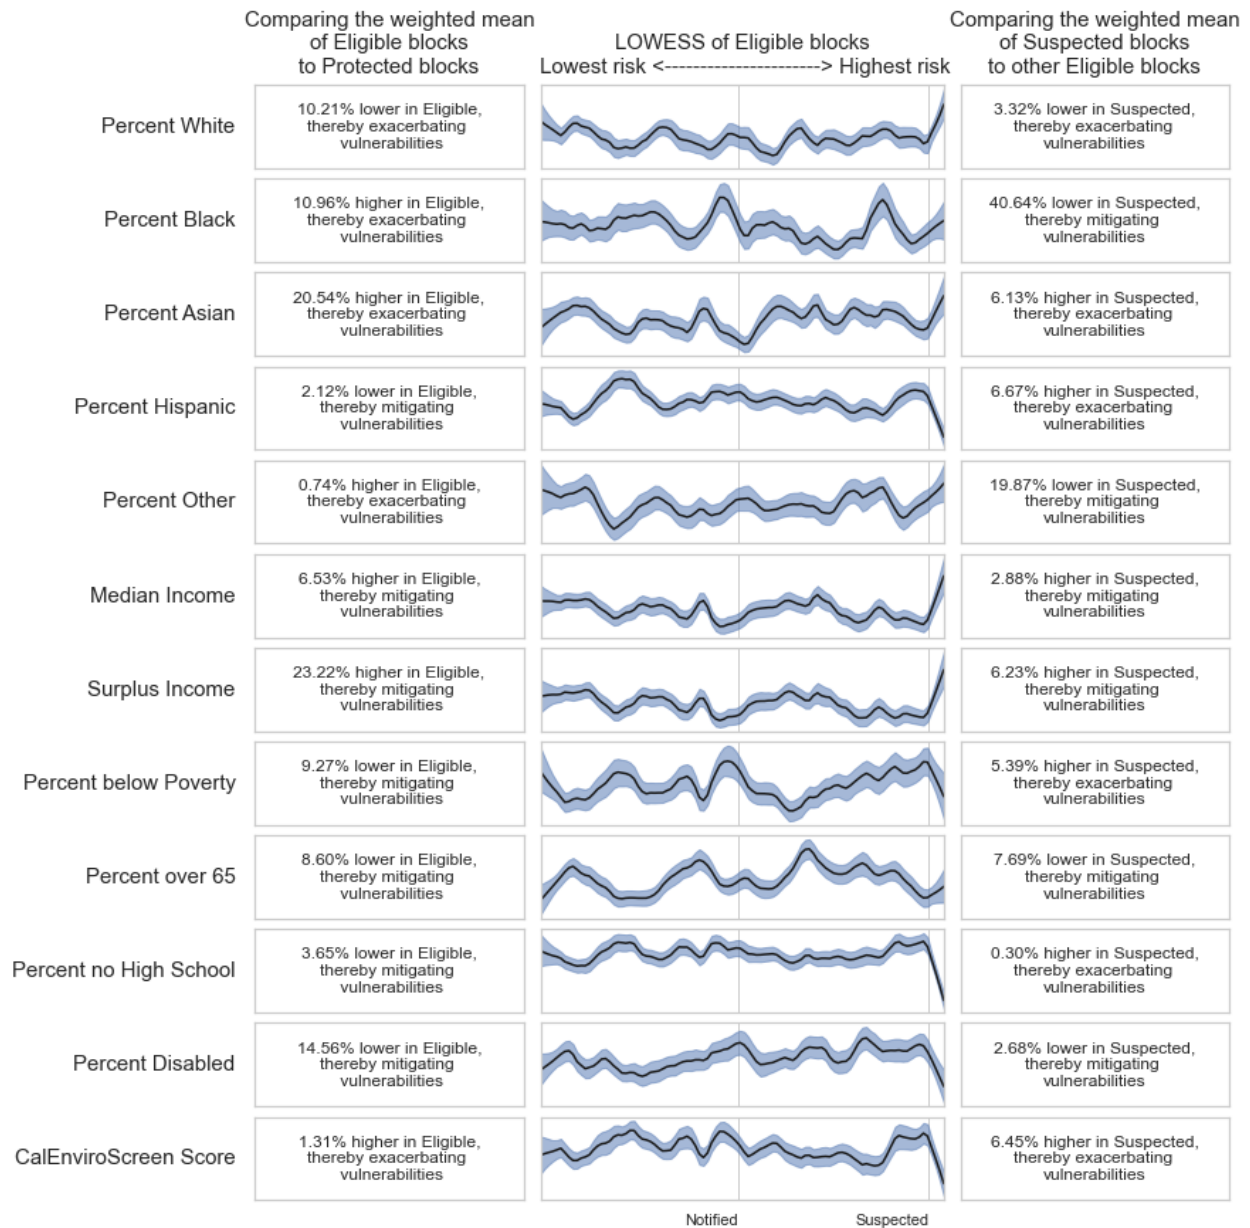 Comparing the weighted mean
of Eligible blocks
to Protected blocks
LOWESS of Eligible blocks
Lowest risk <----------------------> Highest risk
Comparing the weighted mean
of Suspected blocks
to other Eligible blocks
Percent White
10.21% lower in Eligible,
thereby exacerbating
vulnerabilities
3.32% lower in Suspected,
thereby exacerbating
vulnerabilities
Percent Black
10.96% higher in Eligible,
thereby exacerbating
vulnerabilities
40.64% lower in Suspected,
thereby mitigating
vulnerabilities
Percent Asian
20.54% higher in Eligible,
thereby exacerbating
vulnerabilities
6.13% higher in Suspected,
thereby exacerbating
vulnerabilities
Percent Hispanic
2.12% lower in Eligible,
thereby mitigating
vulnerabilities
6.67% higher in Suspected,
thereby exacerbating
vulnerabilities
Percent Other
0.74% higher in Eligible,
thereby exacerbating
vulnerabilities
19.87% lower in Suspected,
thereby mitigating
vulnerabilities
Median Income
6.53% higher in Eligible,
thereby mitigating
vulnerabilities
2.88% higher in Suspected,
thereby mitigating
vulnerabilities
Surplus Income
23.22% higher in Eligible,
thereby mitigating
vulnerabilities
6.23% higher in Suspected,
thereby mitigating
vulnerabilities
Percent below Poverty
9.27% lower in Eligible,
thereby mitigating
vulnerabilities
5.39% higher in Suspected,
thereby exacerbating
vulnerabilities
Percent over 65
8.60% lower in Eligible,
thereby mitigating
vulnerabilities
7.69% lower in Suspected,
thereby mitigating
vulnerabilities
Percent no High School
3.65% lower in Eligible,
thereby mitigating
vulnerabilities
0.30% higher in Suspected,
thereby exacerbating
vulnerabilities
Percent Disabled
14.56% lower in Eligible,
thereby mitigating
vulnerabilities
2.68% lower in Suspected,
thereby mitigating
vulnerabilities
CalEnviroScreen Score
1.31% higher in Eligible,
thereby exacerbating
vulnerabilities
6.45% higher in Suspected,
thereby exacerbating
vulnerabilities
Notified
Suspected